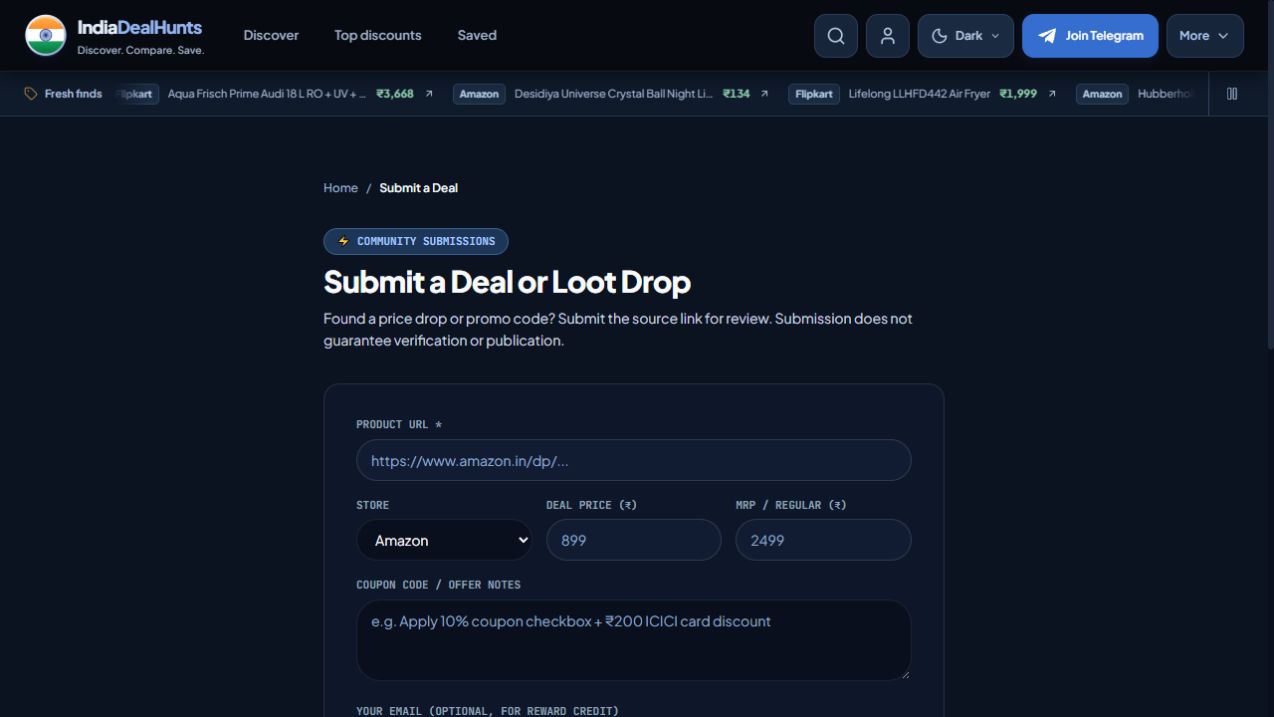 IndiaDealHunts
Discover. Compare. Save.
Discover
Top discounts
Saved
Dark
Join Telegram
More
Fresh finds
Flipkart Aqua Frisch Prime Audi 18 L RO + UV + ... ₹3,668
Amazon Desidiya Universe Crystal Ball Night Li... ₹134
Flipkart Lifelong LLHFD442 Air Fryer ₹1,999
Amazon
Home / Submit a Deal
⚡ COMMUNITY SUBMISSIONS
Submit a Deal or Loot Drop
Found a price drop or promo code? Submit the source link for review. Submission does not
guarantee verification or publication.
PRODUCT URL *
https://www.amazon.in/dp/...
STORE DEAL PRICE (₹) MRP / REGULAR (₹)
Amazon 899 2499
COUPON CODE / OFFER NOTES
e.g. Apply 10% coupon checkbox + ₹200 ICICI card discount
YOUR EMAIL (OPTIONAL, FOR REWARD CREDIT)